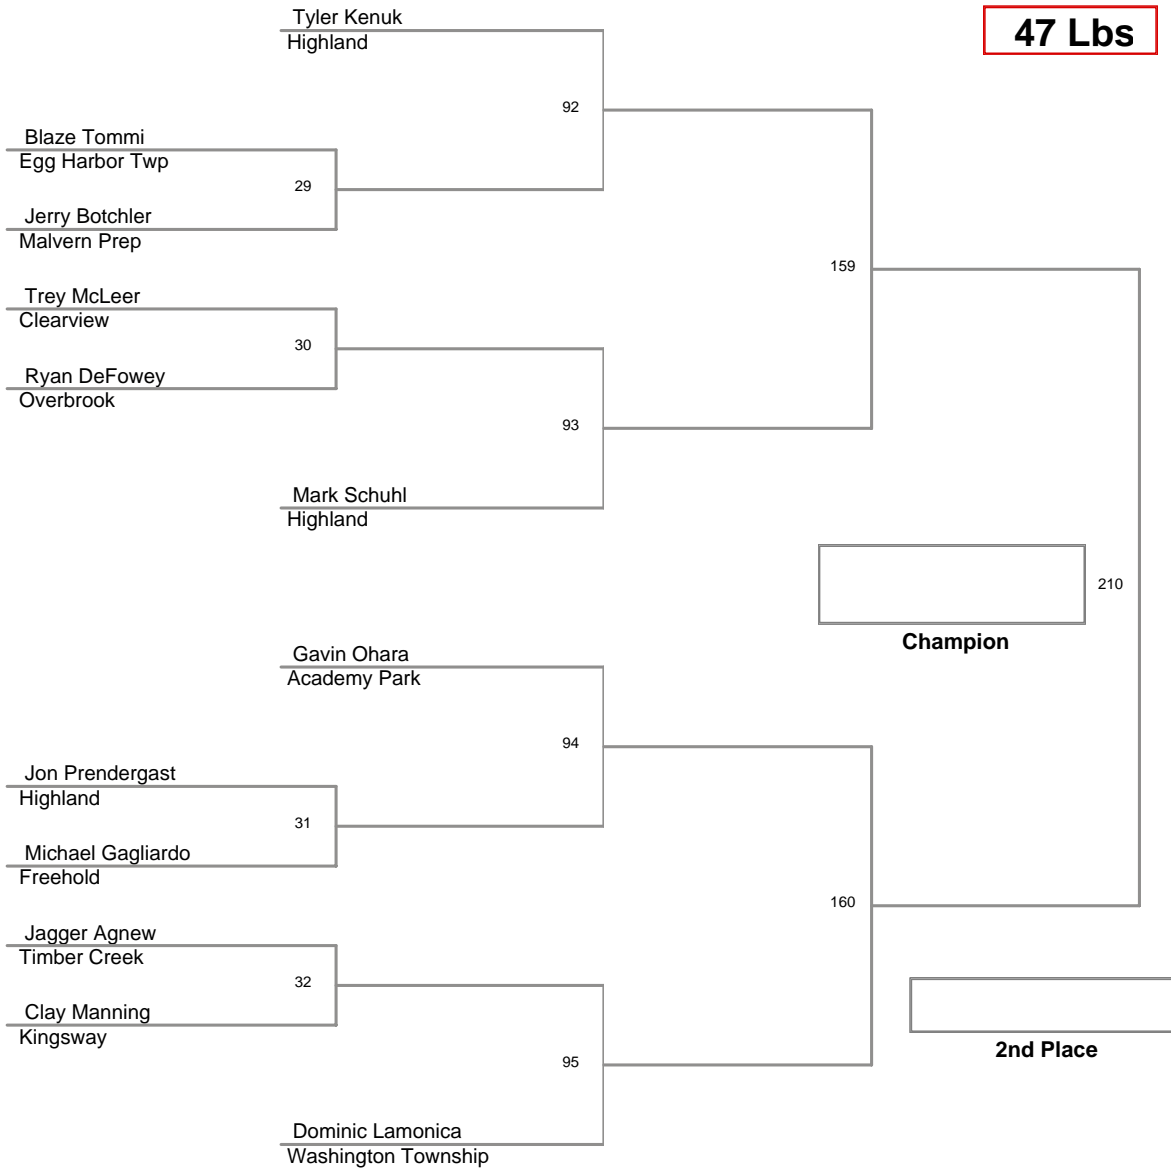 Tyler Kenuk
Highland
47 Lbs
92
Blaze Tommi
Egg Harbor Twp
29
Jerry Botchler
Malvern Prep
159
Trey McLeer
Clearview
30
Ryan DeFowey
Overbrook
93
Mark Schuhl
Highland
210
Champion
Gavin Ohara
Academy Park
94
Jon Prendergast
Highland
31
Michael Gagliardo
Freehold
160
Jagger Agnew
Timber Creek
32
Clay Manning
Kingsway
2nd Place
95
Dominic Lamonica
Washington Township